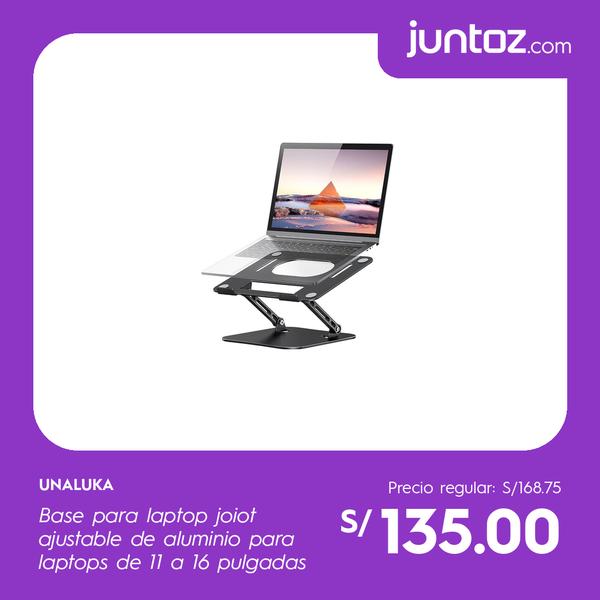 juntoz.com
UNALUKA
Base para laptop joiot
ajustable de aluminio para
laptops de 11 a 16 pulgadas
Precio regular: S/168.75
S/135.00